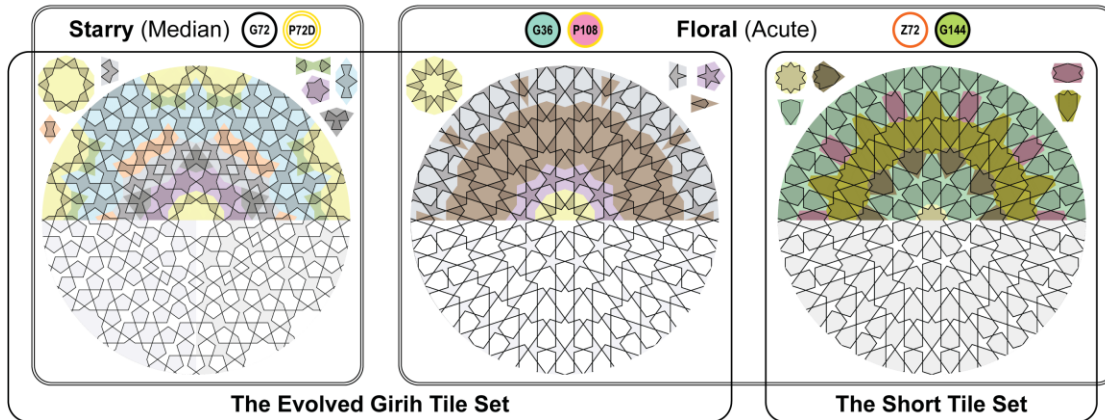 Starry (Median) G72 P72D
G36 P108 Floral (Acute) Z72 G144
The Evolved Girih Tile Set
The Short Tile Set